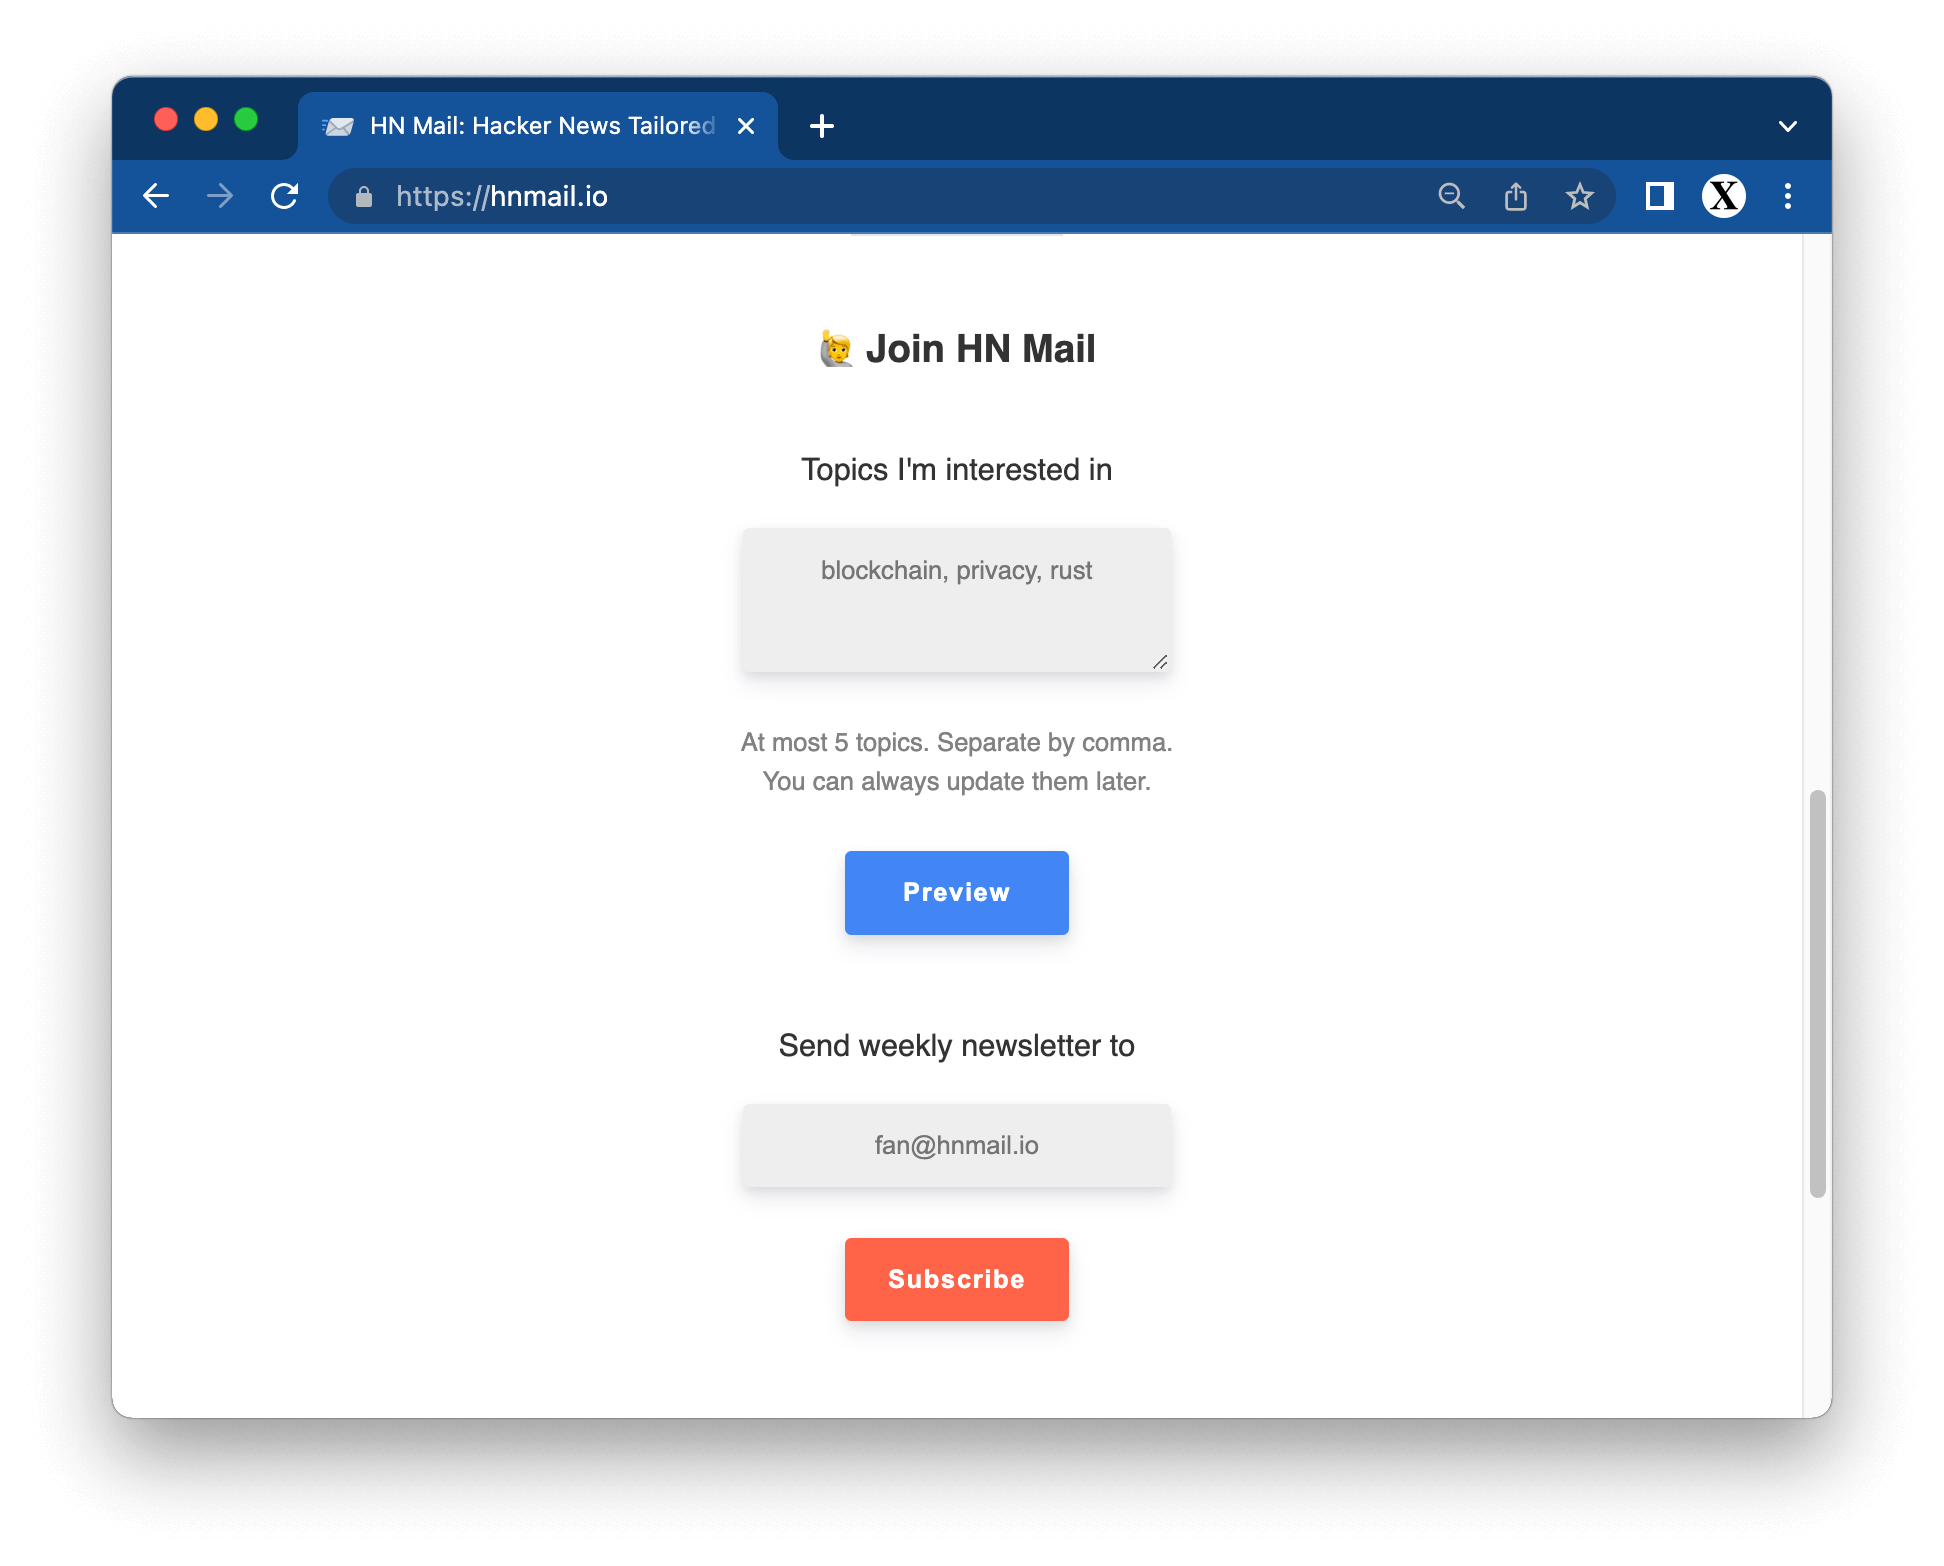 HN Mail: Hacker News Tailored
https://hnmail.io
X
🙋 Join HN Mail
Topics I'm interested in
blockchain, privacy, rust
At most 5 topics. Separate by comma.
You can always update them later.
Preview
Send weekly newsletter to
fan@hnmail.io
Subscribe